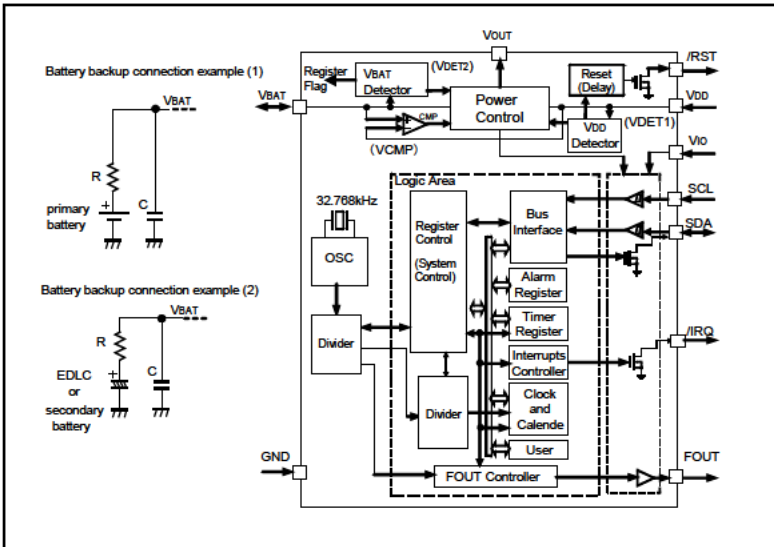 Battery backup connection example (1)
VBAT
R
+
C
primary
battery
Battery backup connection example (2)
VBAT
R
+
C
EDLC
or
secondary
battery
VOUT
Register
Flag
VBAT
Detector
(VDET2)
Power
Control
Reset
(Delay)
/RST
VBAT
VDD
CMP
(VCMP)
VDD
Detector
(VDET1)
VIO
Logic Area
32.768kHz
OSC
Register
Control
(System
Control)
Bus
Interface
SCL
SDA
Alarm
Register
Divider
Timer
Register
/IRQ
Interrupts
Controller
Divider
Clock
and
Calende
User
GND
FOUT Controller
FOUT